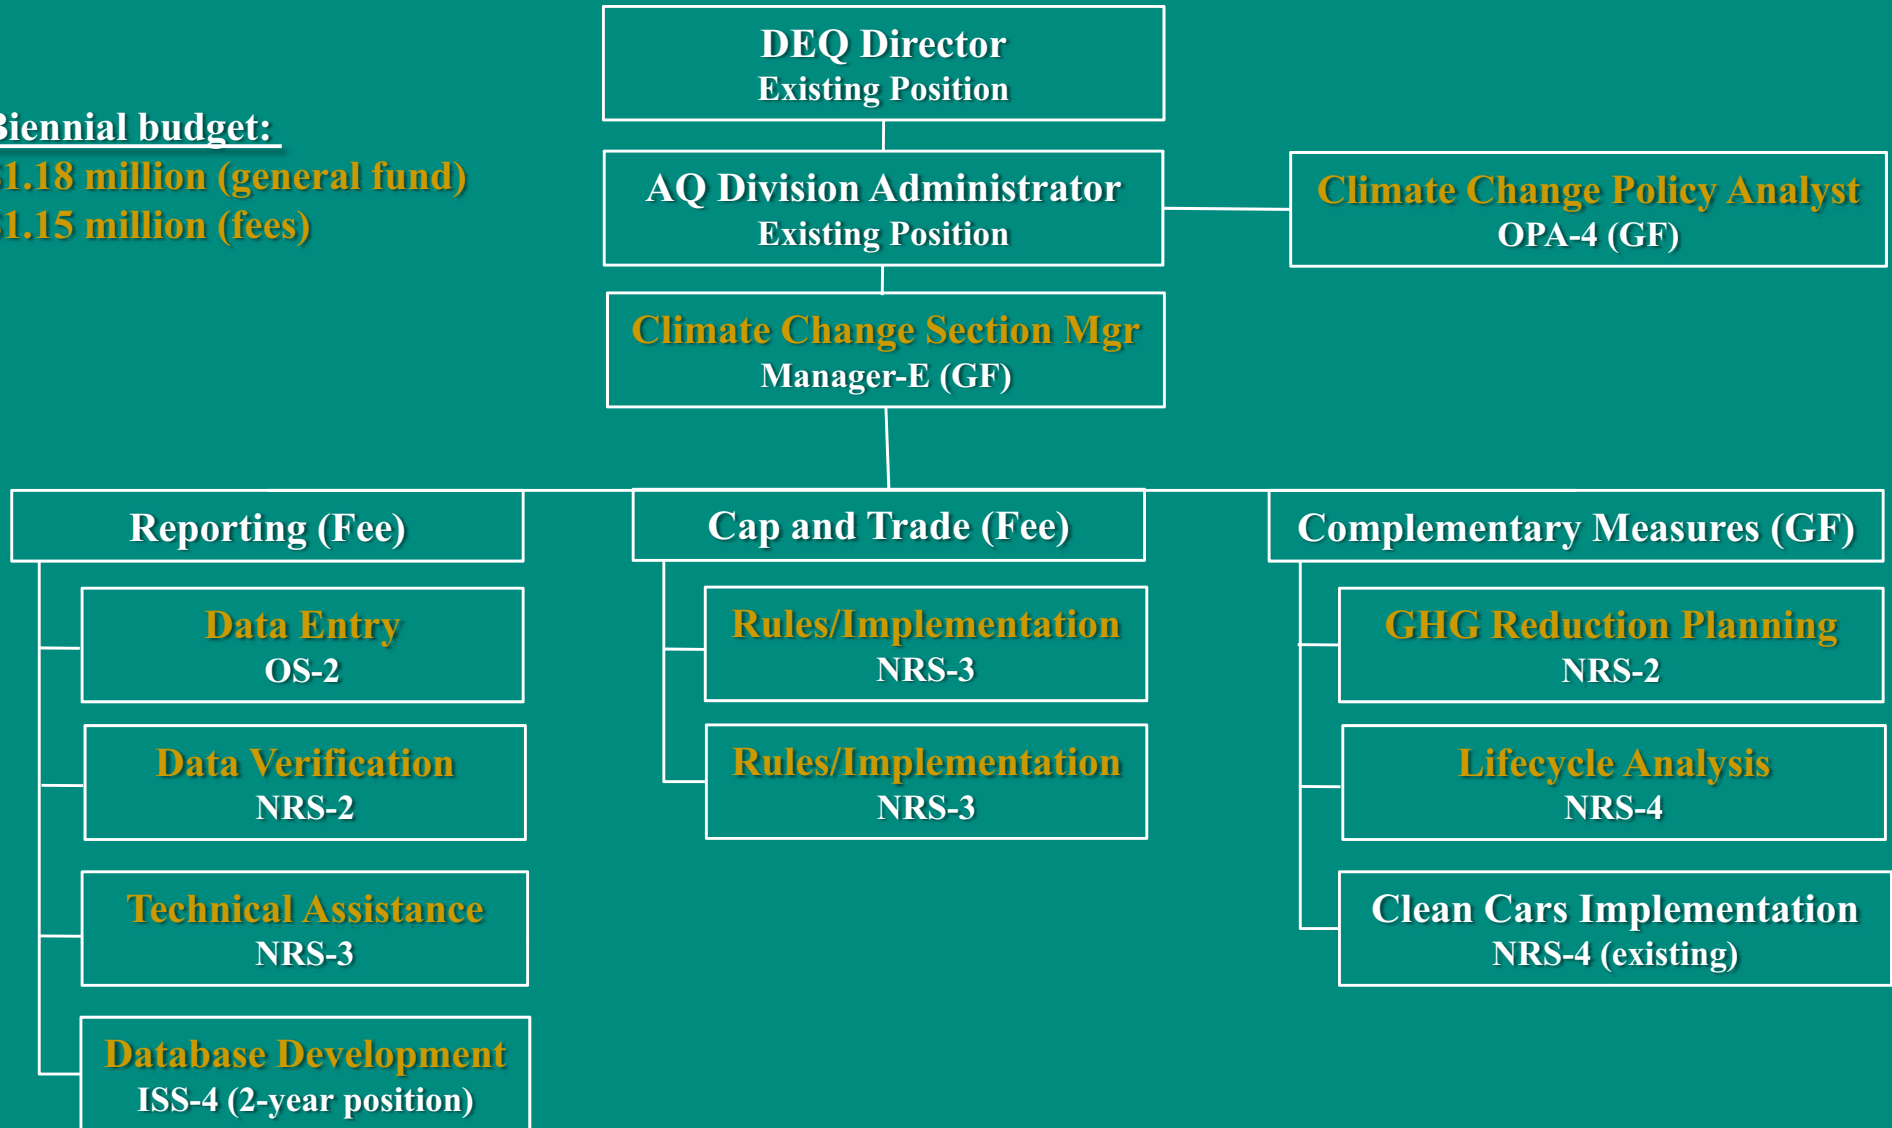 DEQ Director
Existing Position
Biennial budget:
$1.18 million (general fund)
$1.15 million (fees)
AQ Division Administrator
Existing Position
Climate Change Policy Analyst
OPA-4 (GF)
Climate Change Section Mgr
Manager-E (GF)
Reporting (Fee)
Data Entry
OS-2
Data Verification
NRS-2
Technical Assistance
NRS-3
Database Development
ISS-4 (2-year position)
Cap and Trade (Fee)
Rules/Implementation
NRS-3
Rules/Implementation
NRS-3
Complementary Measures (GF)
GHG Reduction Planning
NRS-2
Lifecycle Analysis
NRS-4
Clean Cars Implementation
NRS-4 (existing)